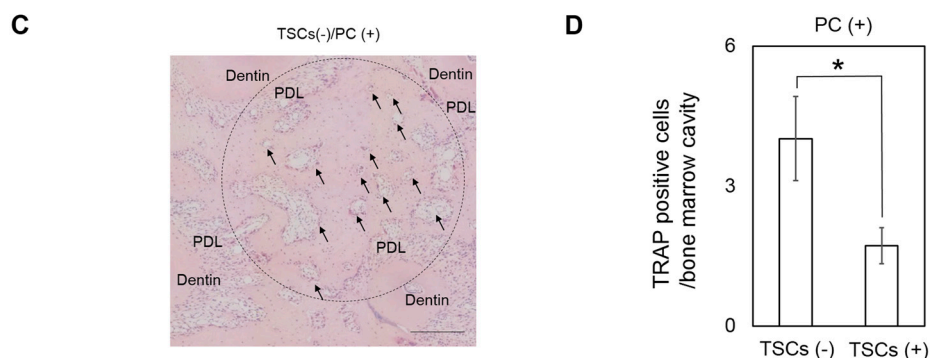 C
TSCs(-)/PC (+)
Dentin
Dentin
PDL
PDL
PDL
PDL
Dentin
Dentin
D
PC (+)
6
*
3
0
TRAP positive cells
/bone marrow cavity
TSCs (-)
TSCs (+)